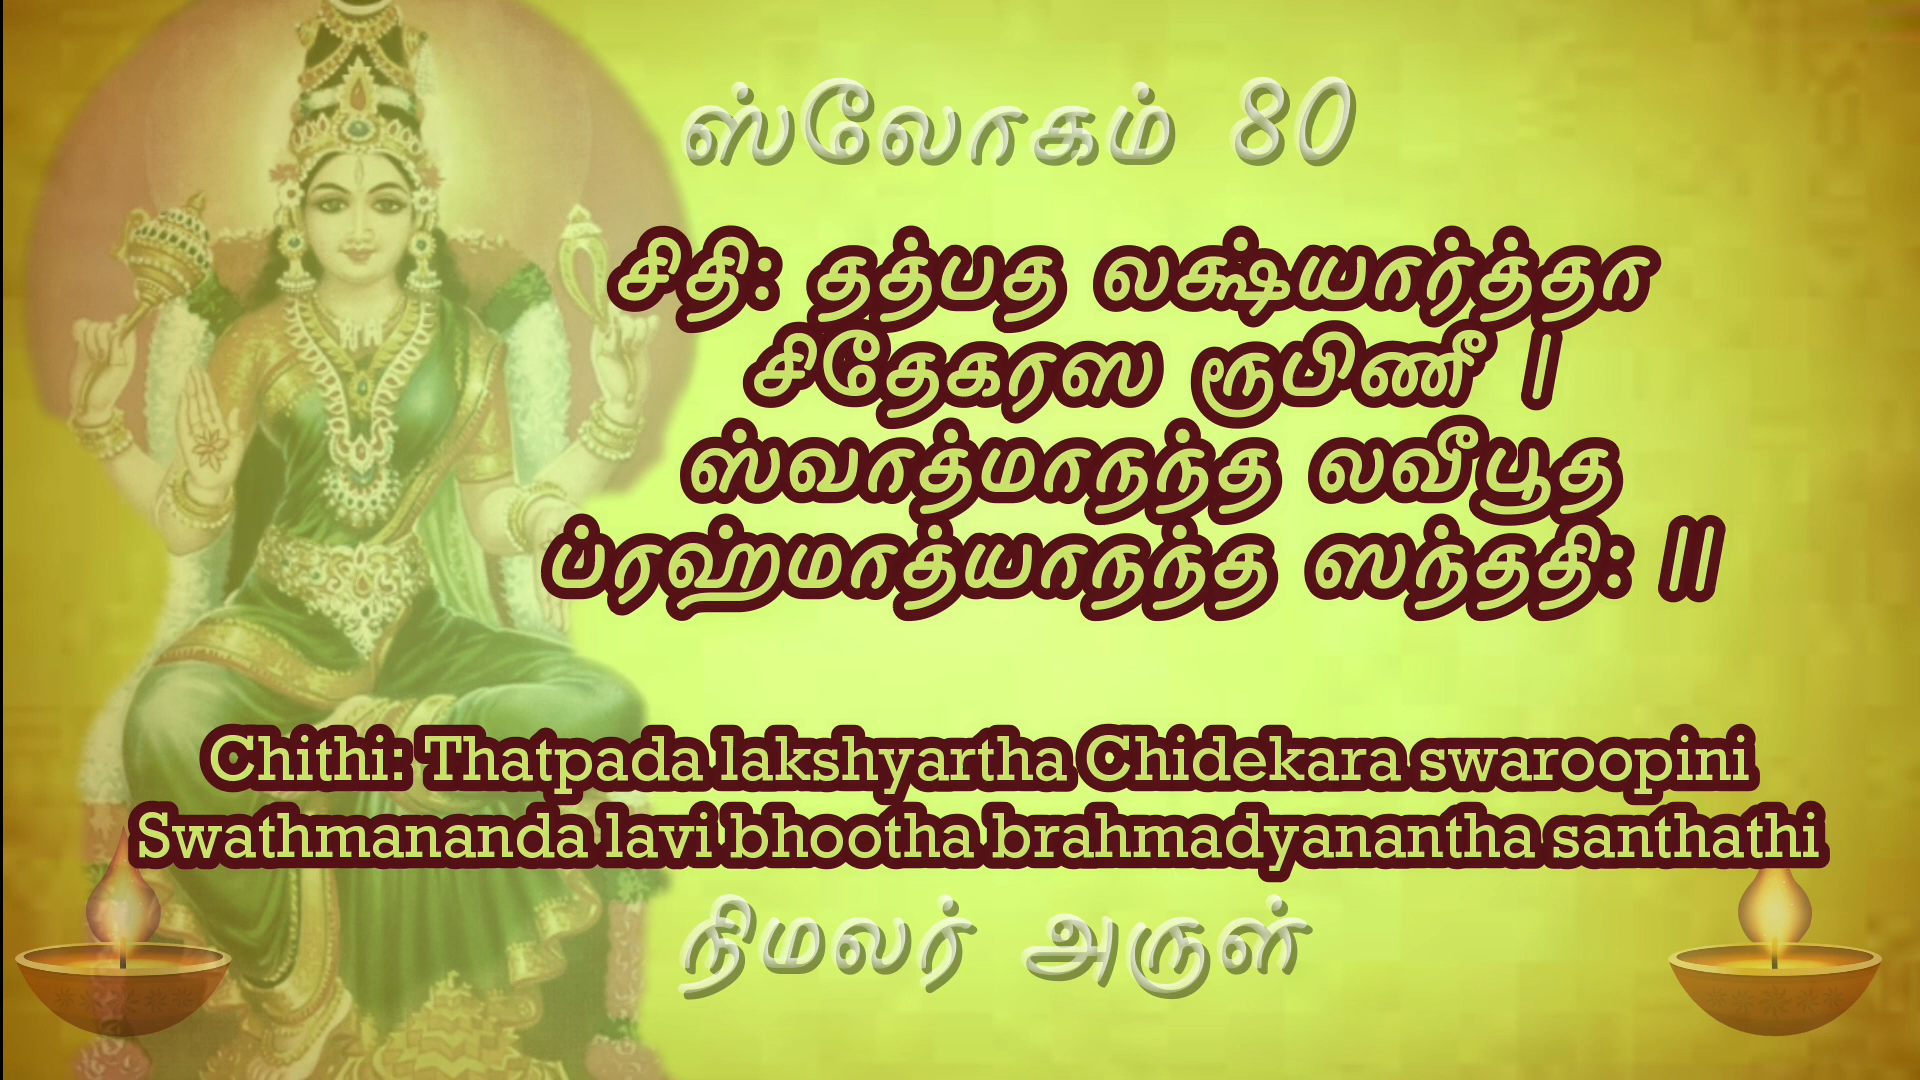 ஸ்லோகம் 80
சிதி: தத்பத லக்ஷ்யார்த்தா
சிதேகரஸ ரூபிணீ |
ஸ்வாத்மாநந்த லவீபூத
ப்ரஹ்மாத்யாநந்த ஸந்ததி: ||
Chithi: Thatpada lakshyartha Chidekara swaroopini
Swathmananda lavi bhootha brahmadyanantha santhathi
நிமலர் அருள்